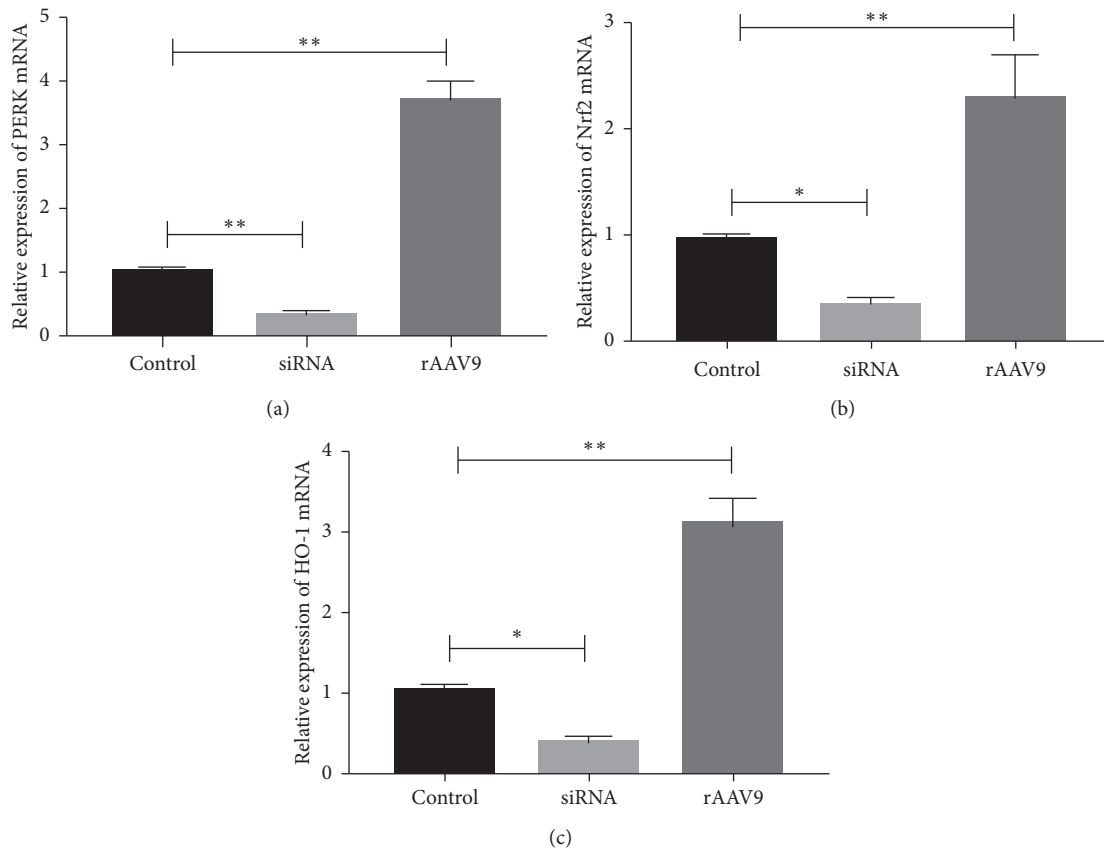 Relative expression of PERK mRNA
5
4
3
2
1
0
**
**
Control siRNA rAAV9
(a)
Relative expression of Nrf2 mRNA
3
2
1
0
**
*
Control siRNA rAAV9
(b)
Relative expression of HO-1 mRNA
4
3
2
1
0
**
*
Control siRNA rAAV9
(c)